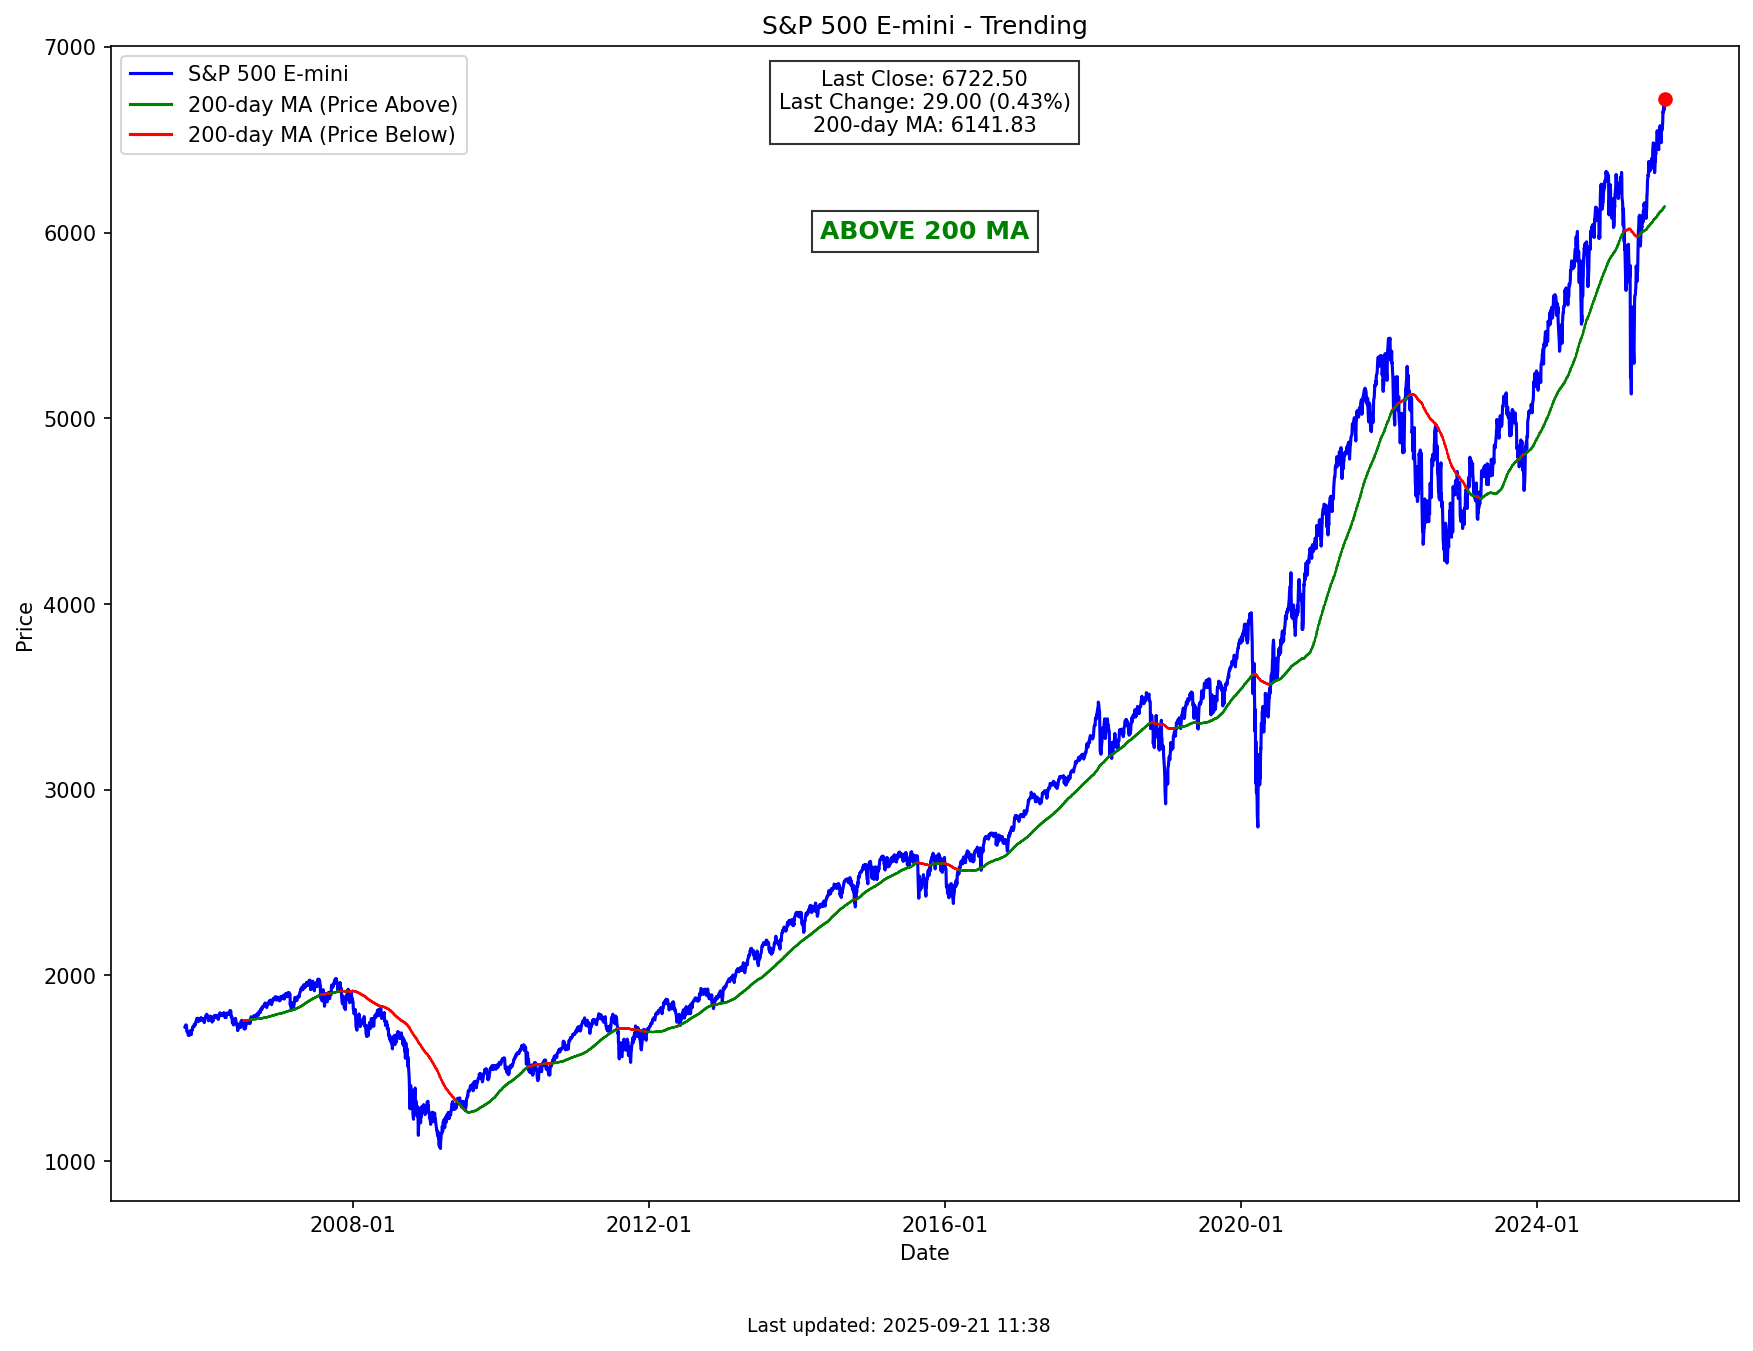 S&P 500 E-mini - Trending
S&P 500 E-mini
200-day MA (Price Above)
200-day MA (Price Below)
Last Close: 6722.50
Last Change: 29.00 (0.43%)
200-day MA: 6141.83
ABOVE 200 MA
7000
6000
5000
4000
3000
2000
1000
Price
2008-01
2012-01
2016-01
2020-01
2024-01
Date
Last updated: 2025-09-21 11:38